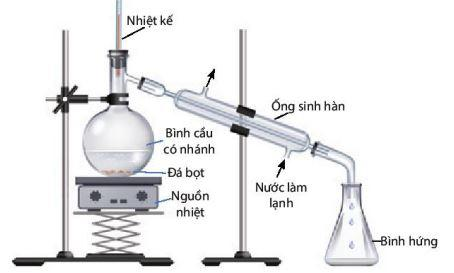 Nhiệt kế
Ống sinh hàn
Bình cầu
có nhánh
Đá bọt
Nguồn
nhiệt
Nước làm
lạnh
Bình hứng